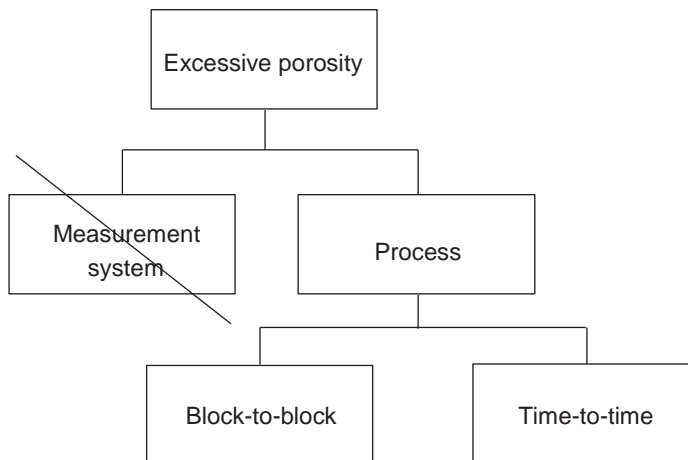 Excessive porosity
Measurement
system
Process
Block-to-block
Time-to-time